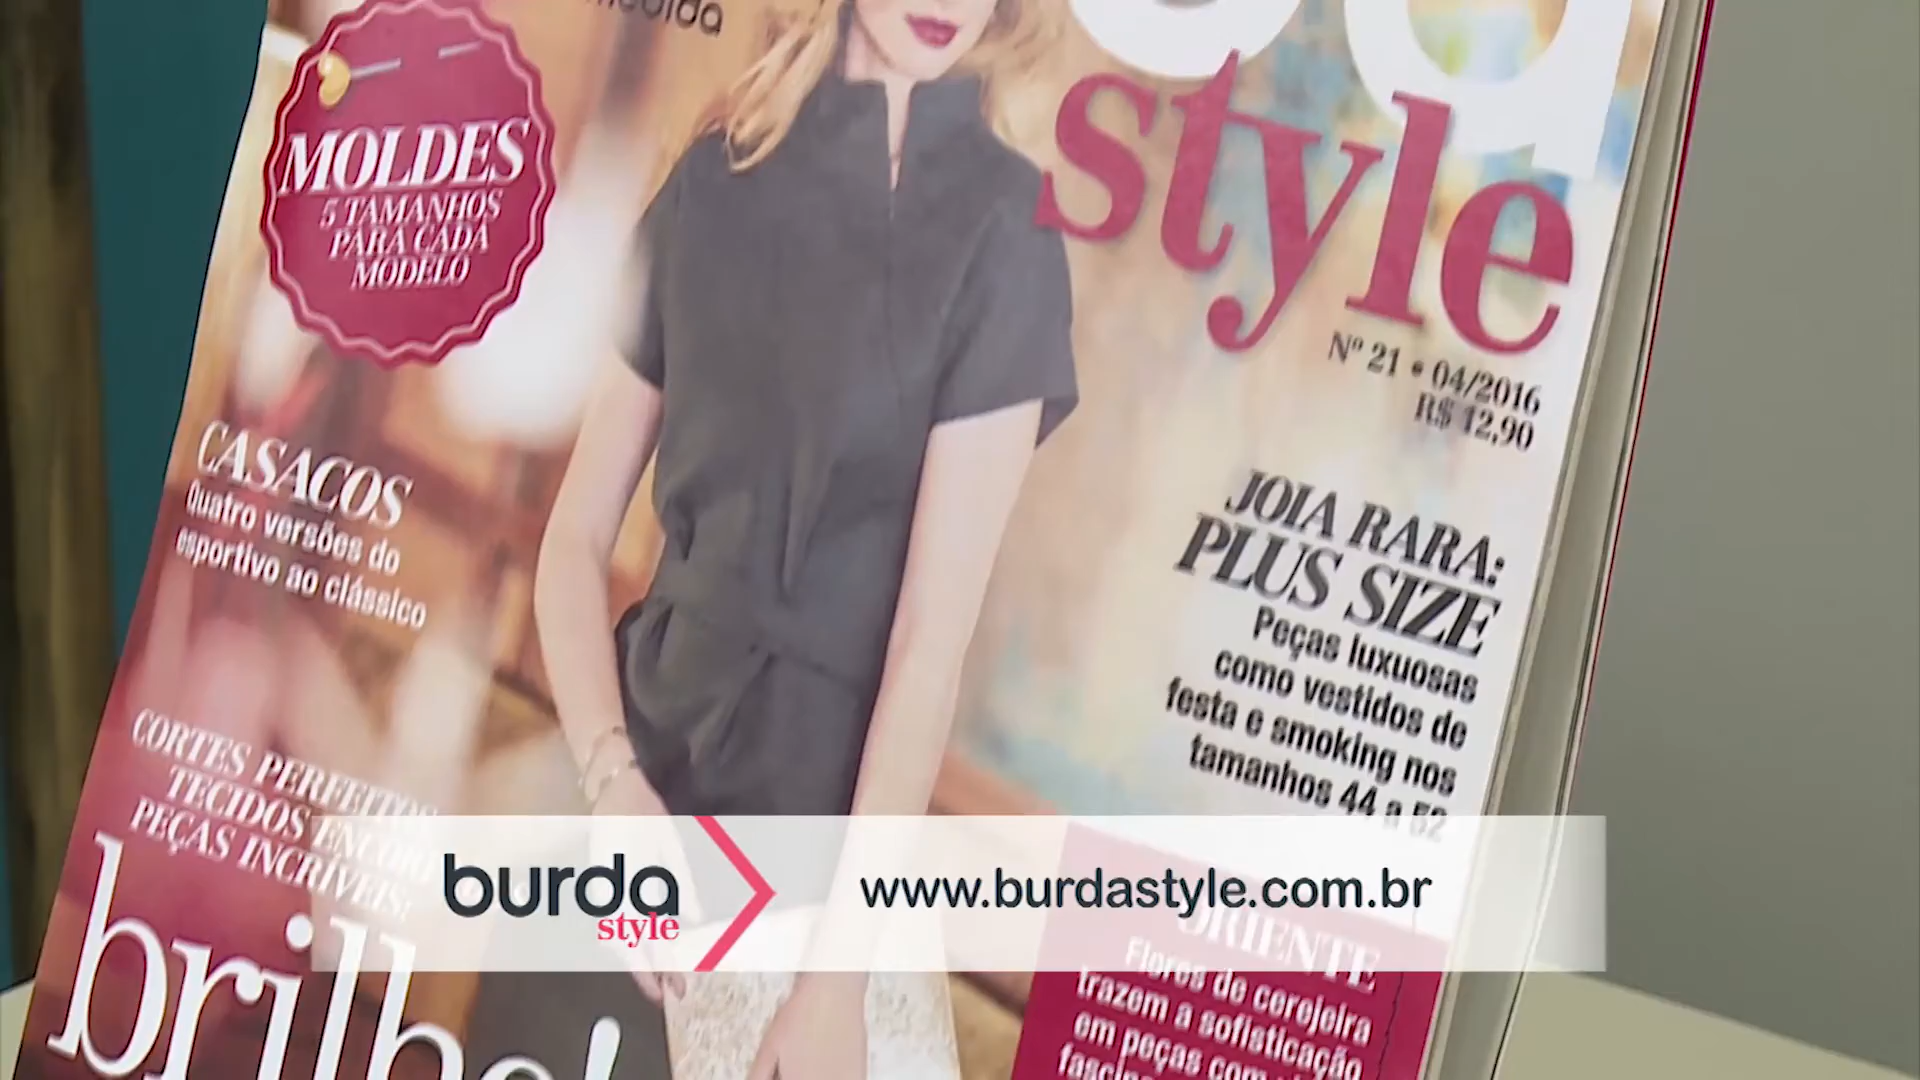 MOLDES
5 TAMANHOS
PARA CADA
MODELO
style
Nº 21 • 04/2016
R$ 12,90
CASACOS
Quatro versões do
esportivo ao clássico
JOIA RARA:
PLUS SIZE
Peças luxuosas
como vestidos de
festa e smoking nos
tamanhos 44 a 52
CORTES PERFEITOS
TECIDOS
PEÇAS INCRÍVEIS:
brilhe!
burda
style
www.burdastyle.com.br
ORIENTE
Flores de cerejeira
trazem a sofisticação
em peças com